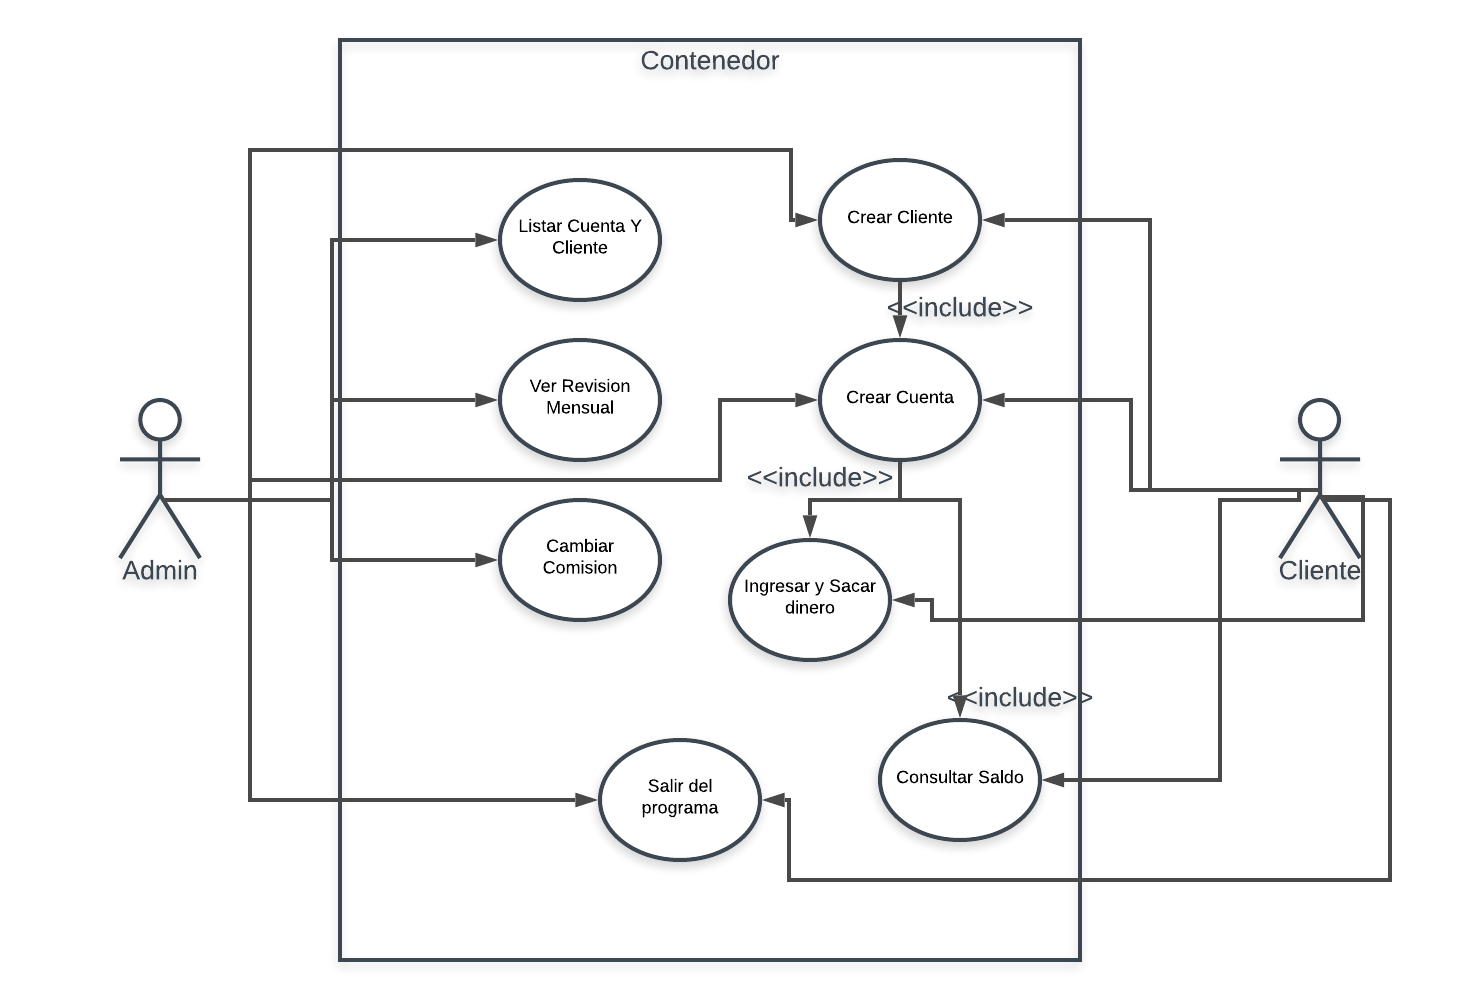 Contenedor
Listar Cuenta Y
Cliente
Crear Cliente
<<include>>
Ver Revision
Mensual
Crear Cuenta
<<include>>
Admin
Cambiar
Comision
Cliente
Ingresar y Sacar
dinero
<<include>>
Salir del
programa
Consultar Saldo